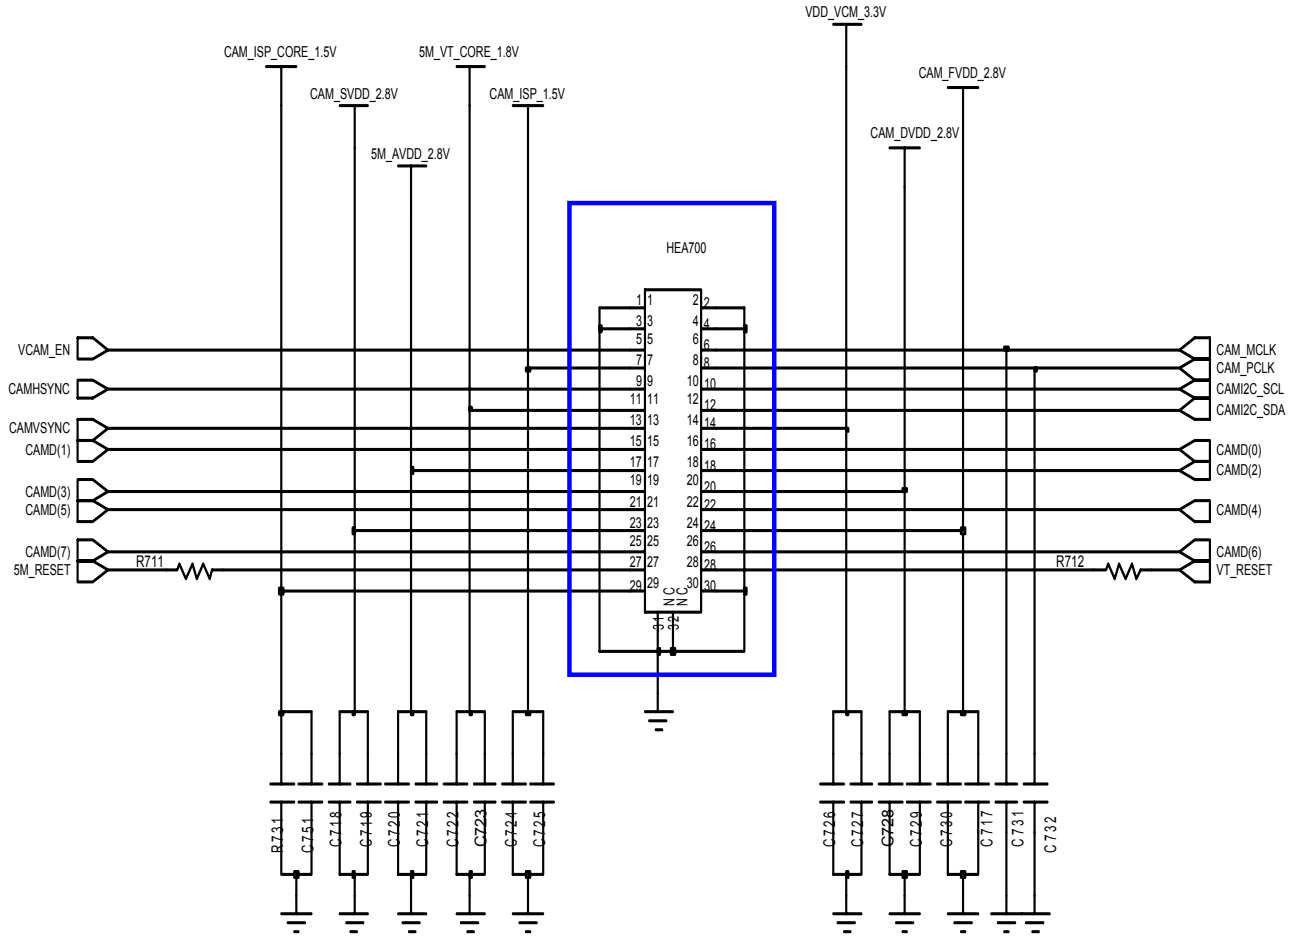 VDD_VCM_3.3V
CAM_ISP_CORE_1.5V
5M_VT_CORE_1.8V
CAM_FVDD_2.8V
CAM_SVDD_2.8V
CAM_ISP_1.5V
CAM_DVDD_2.8V
5M_AVDD_2.8V
HEA700
1 1 2 2
3 3 4 4
VCAM_EN 5 5 6 6 CAM_MCLK
7 7 8 8 CAM_PCLK
CAMHSYNC 9 9 10 10 CAMI2C_SCL
11 11 12 12 CAMI2C_SDA
CAMVSYNC 13 13 14 14
CAMD(1) 15 15 16 16 CAMD(0)
17 17 18 18 CAMD(2)
CAMD(3) 19 19 20 20
CAMD(5) 21 21 22 22 CAMD(4)
23 23 24 24
CAMD(7) 25 25 26 26 CAMD(6)
5M_RESET R711 27 27 28 28 R712 VT_RESET
29 29 30 30
NC NC
31 32
R731 C751 C718 C719 C720 C721 C722 C723 C724 C725 C726 C727 C728 C729 C730 C717 C731 C732